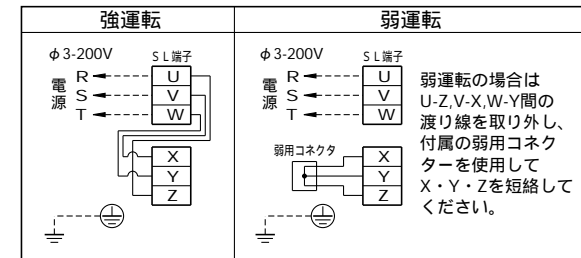 強運転
弱運転
φ3-200V
SL端子
電源
R
S
T
U
V
W
X
Y
Z
φ3-200V
SL端子
電源
R
S
T
U
V
W
弱用コネクタ
X
Y
Z
弱運転の場合は
U-Z,V-X,W-Y間の
渡り線を取り外し、
付属の弱用コネク
ターを使用して
X・Y・Zを短絡して
ください。